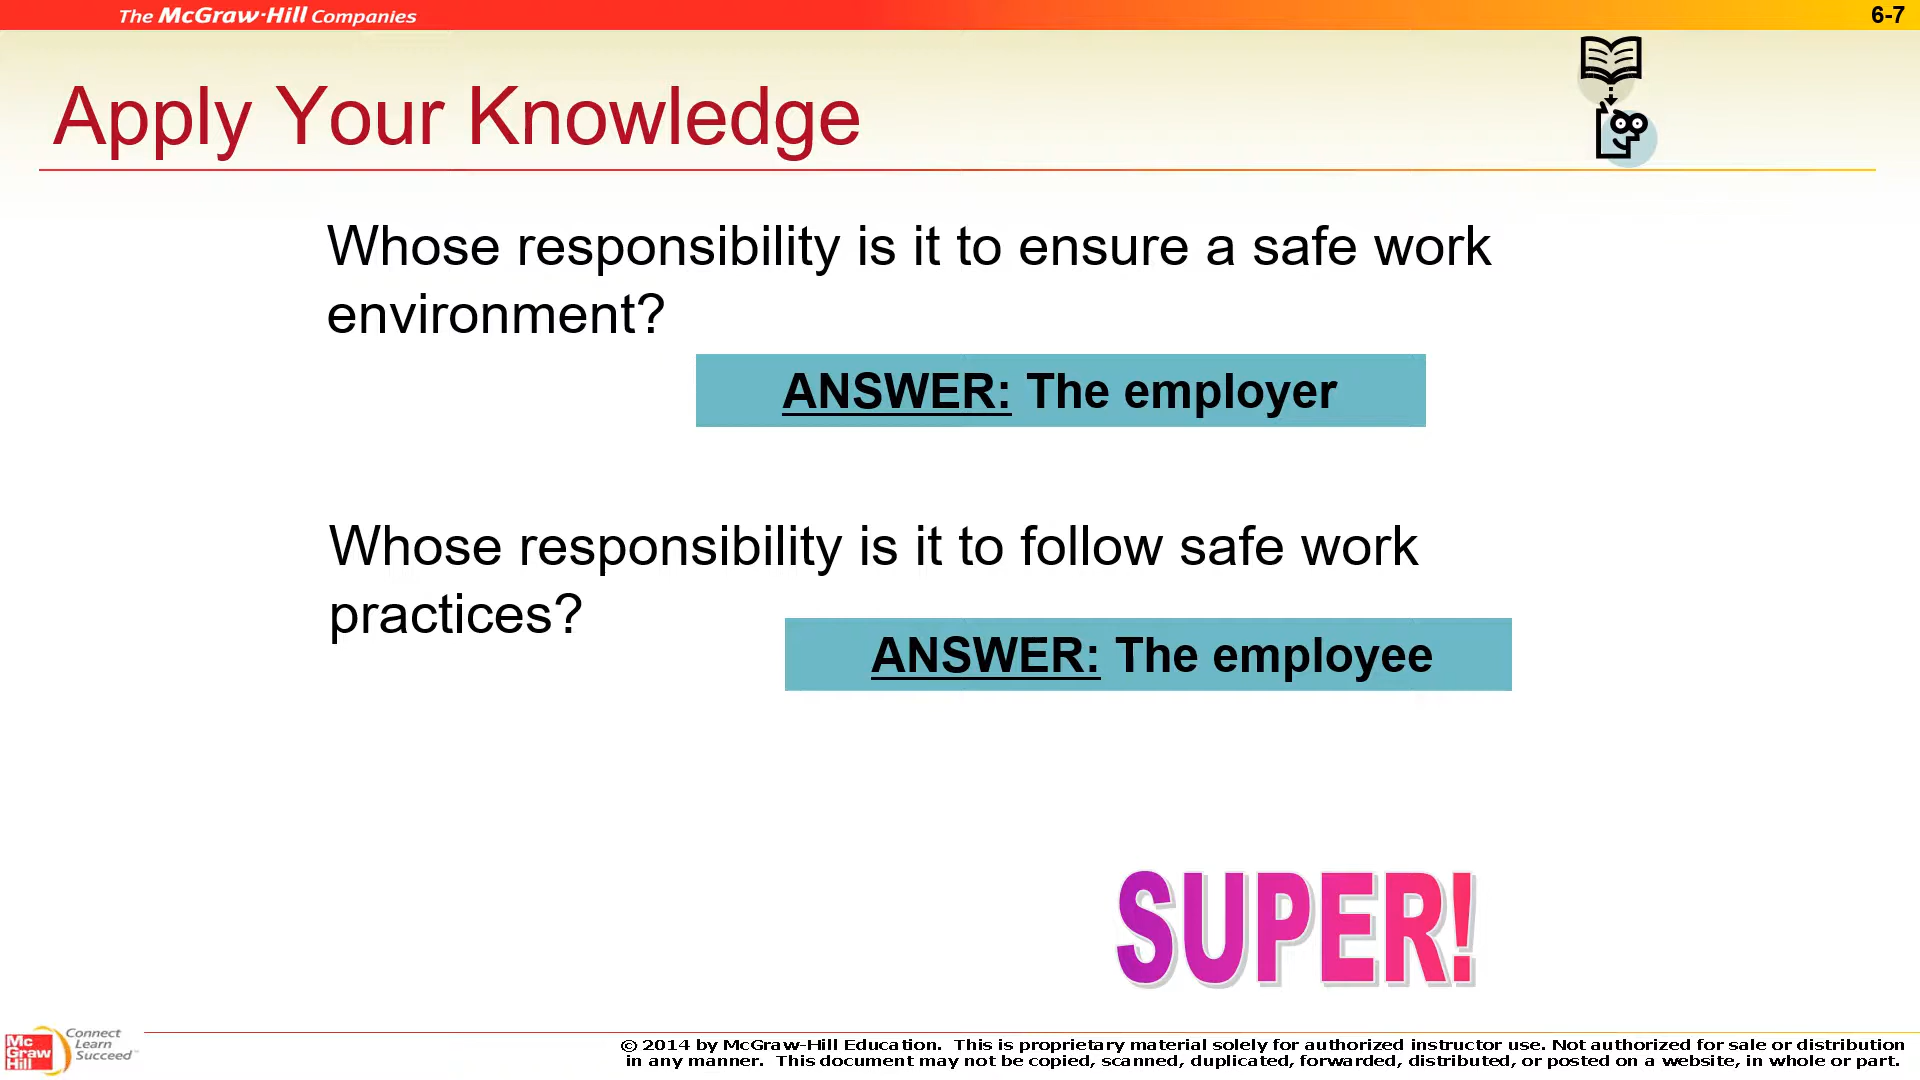 The McGraw-Hill Companies
6-7
Apply Your Knowledge
Whose responsibility is it to ensure a safe work
environment?
ANSWER: The employer
Whose responsibility is it to follow safe work
practices?
ANSWER: The employee
SUPER!
Mc
Graw
Hill
Connect
Learn
Succeed™
© 2014 by McGraw-Hill Education.  This is proprietary material solely for authorized instructor use. Not authorized for sale or distribution
in any manner.  This document may not be copied, scanned, duplicated, forwarded, distributed, or posted on a website, in whole or part.